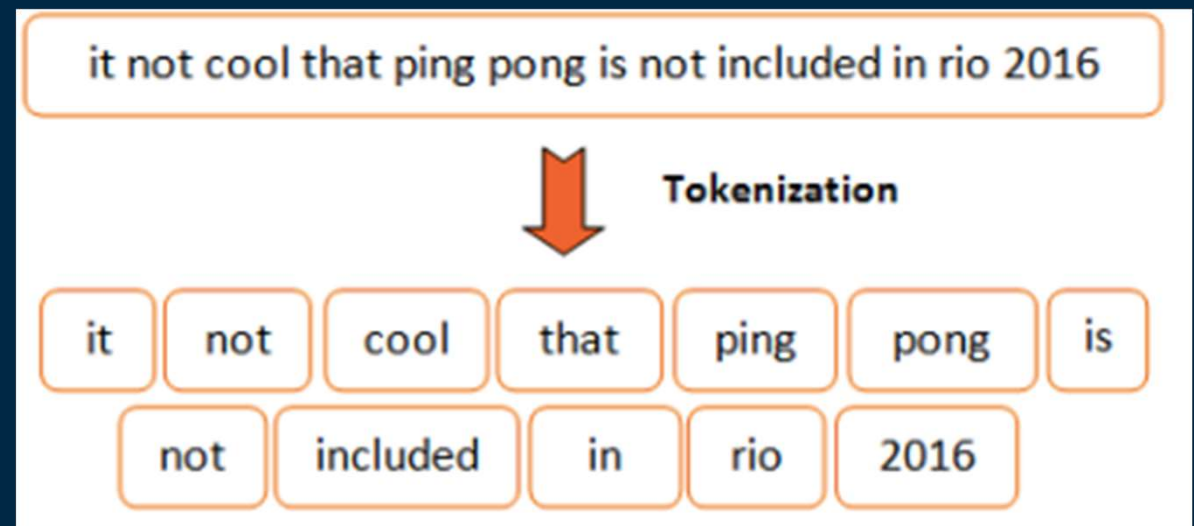 it not cool that ping pong is not included in rio 2016
Tokenization
it not cool that ping pong is
not included in rio 2016